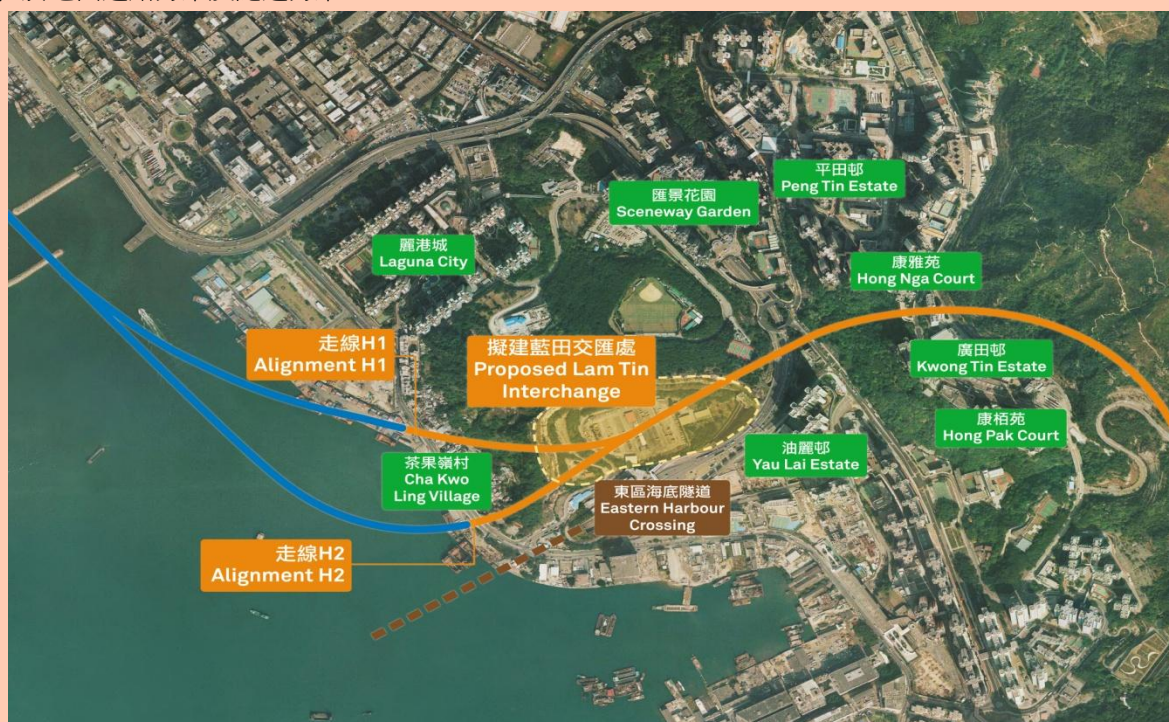 平田邨
Peng Tin Estate
匯景花園
Sceneway Garden
麗港城
Laguna City
康雅苑
Hong Nga Court
走線H1
Alignment H1
擬建藍田交匯處
Proposed Lam Tin
Interchange
廣田邨
Kwong Tin Estate
康栢苑
Hong Pak Court
油麗邨
Yau Lai Estate
茶果嶺村
Cha Kwo
Ling Village
東區海底隧道
Eastern Harbour
Crossing
走線H2
Alignment H2